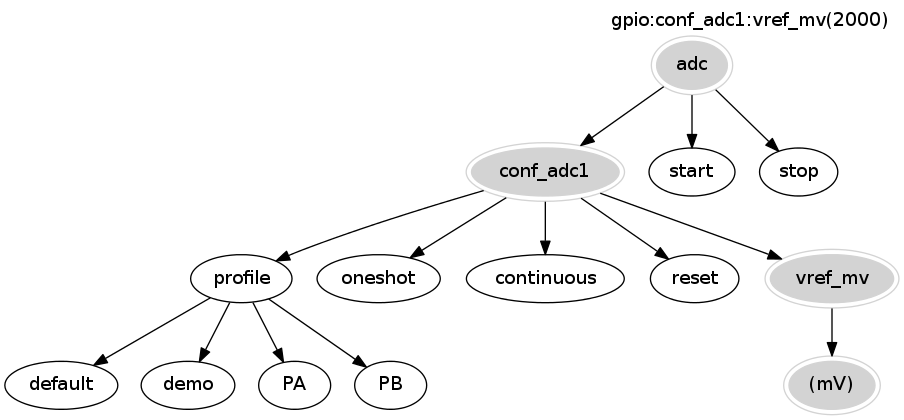 gpio:conf_adc1:vref_mv(2000)
adc
conf_adc1
start
stop
profile
oneshot
continuous
reset
vref_mv
default
demo
PA
PB
(mV)